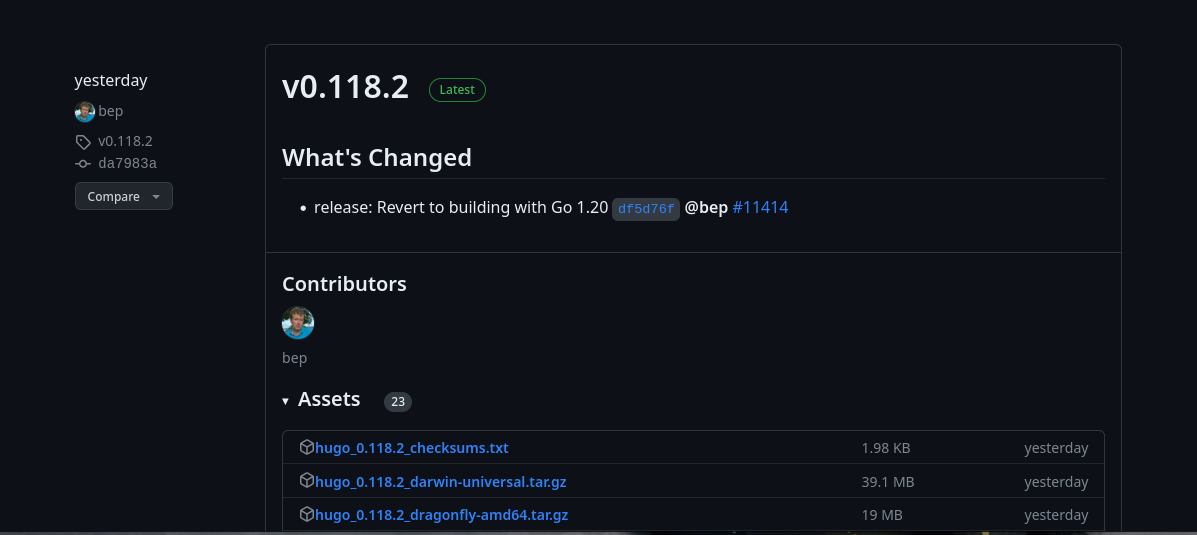 yesterday
bep
v0.118.2
da7983a
Compare
v0.118.2 Latest
What's Changed
release: Revert to building with Go 1.20 df5d76f @bep #11414
Contributors
bep
Assets 23
hugo_0.118.2_checksums.txt 1.98 KB yesterday
hugo_0.118.2_darwin-universal.tar.gz 39.1 MB yesterday
hugo_0.118.2_dragonfly-amd64.tar.gz 19 MB yesterday